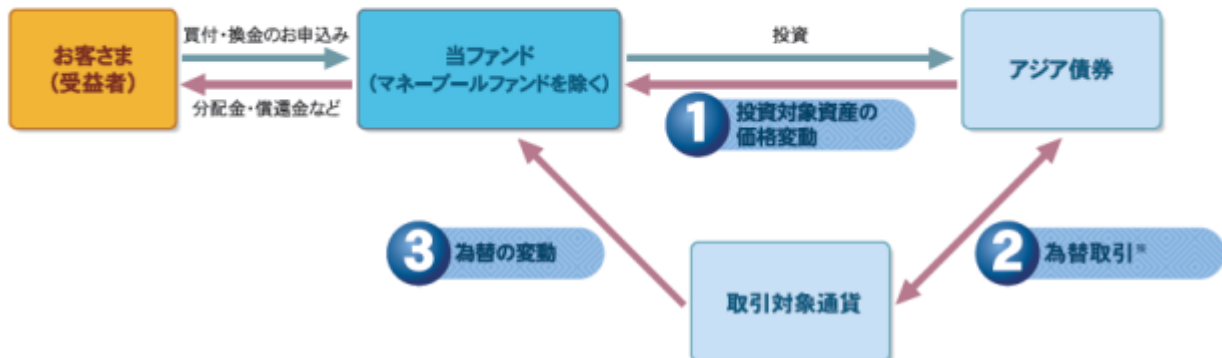 買付・換金のお申込み
お客さま
(受益者)
分配金・償還金など
当ファンド
(マネープールファンドを除く)
投資
アジア債券
1 投資対象資産の
価格変動
3 為替の変動
2 為替取引※
取引対象通貨